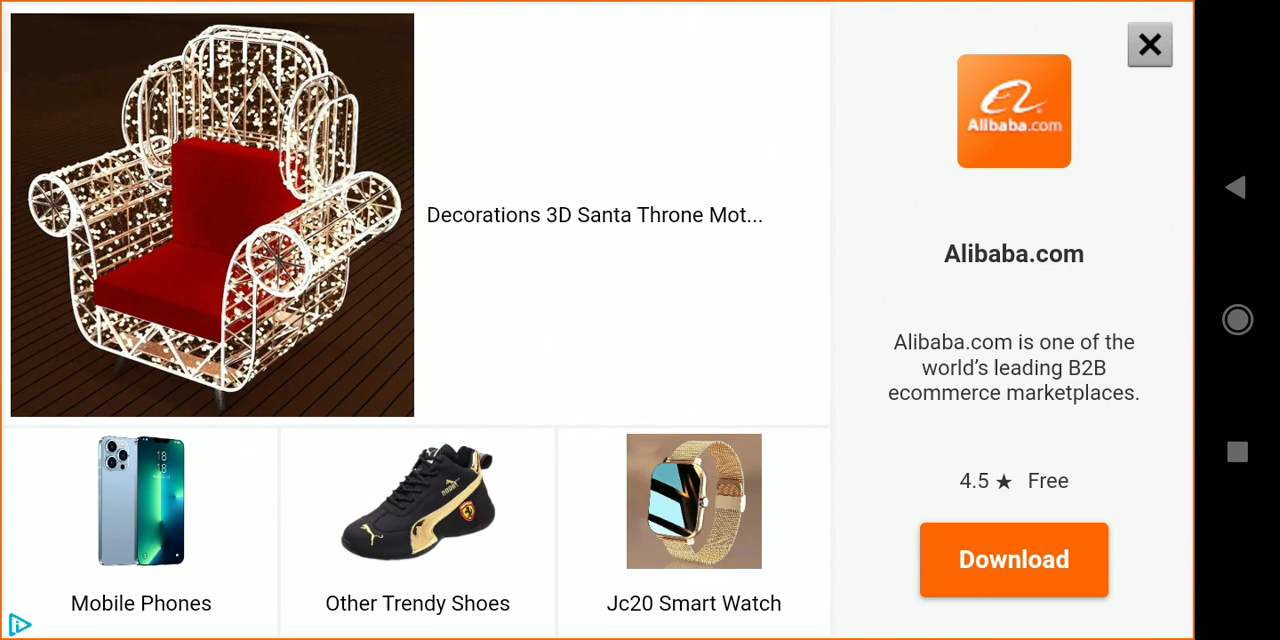 Decorations 3D Santa Throne Mot...
Mobile Phones
Other Trendy Shoes
Jc20 Smart Watch
Alibaba.com
Alibaba.com
Alibaba.com is one of the
world’s leading B2B
ecommerce marketplaces.
4.5 ★ Free
Download